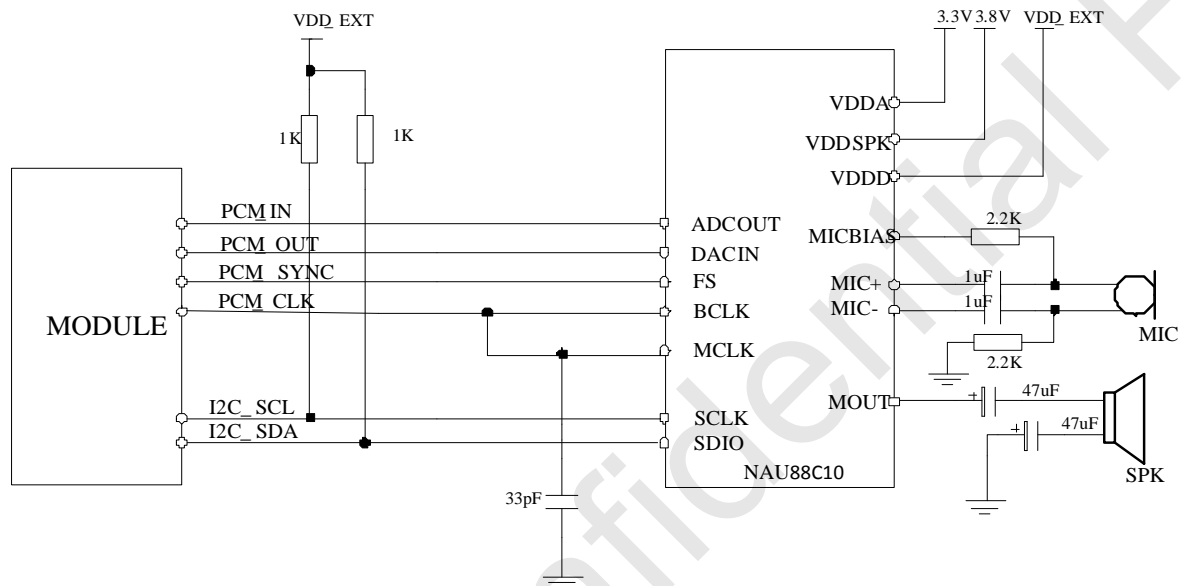 VDD_EXT
3.3V 3.8V VDD_EXT
1K
1K
VDDA
VDDSPK
VDDD
MODULE
PCM_IN
PCM_OUT
PCM_SYNC
PCM_CLK
I2C_SCL
I2C_SDA
ADCOUT
DACIN
FS
BCLK
MCLK
SCLK
SDIO
NAU88C10
MICBIAS
MIC+
MIC-
MOUT
2.2K
1uF
1uF
2.2K
MIC
47uF
47uF
SPK
33pF
nfidential P